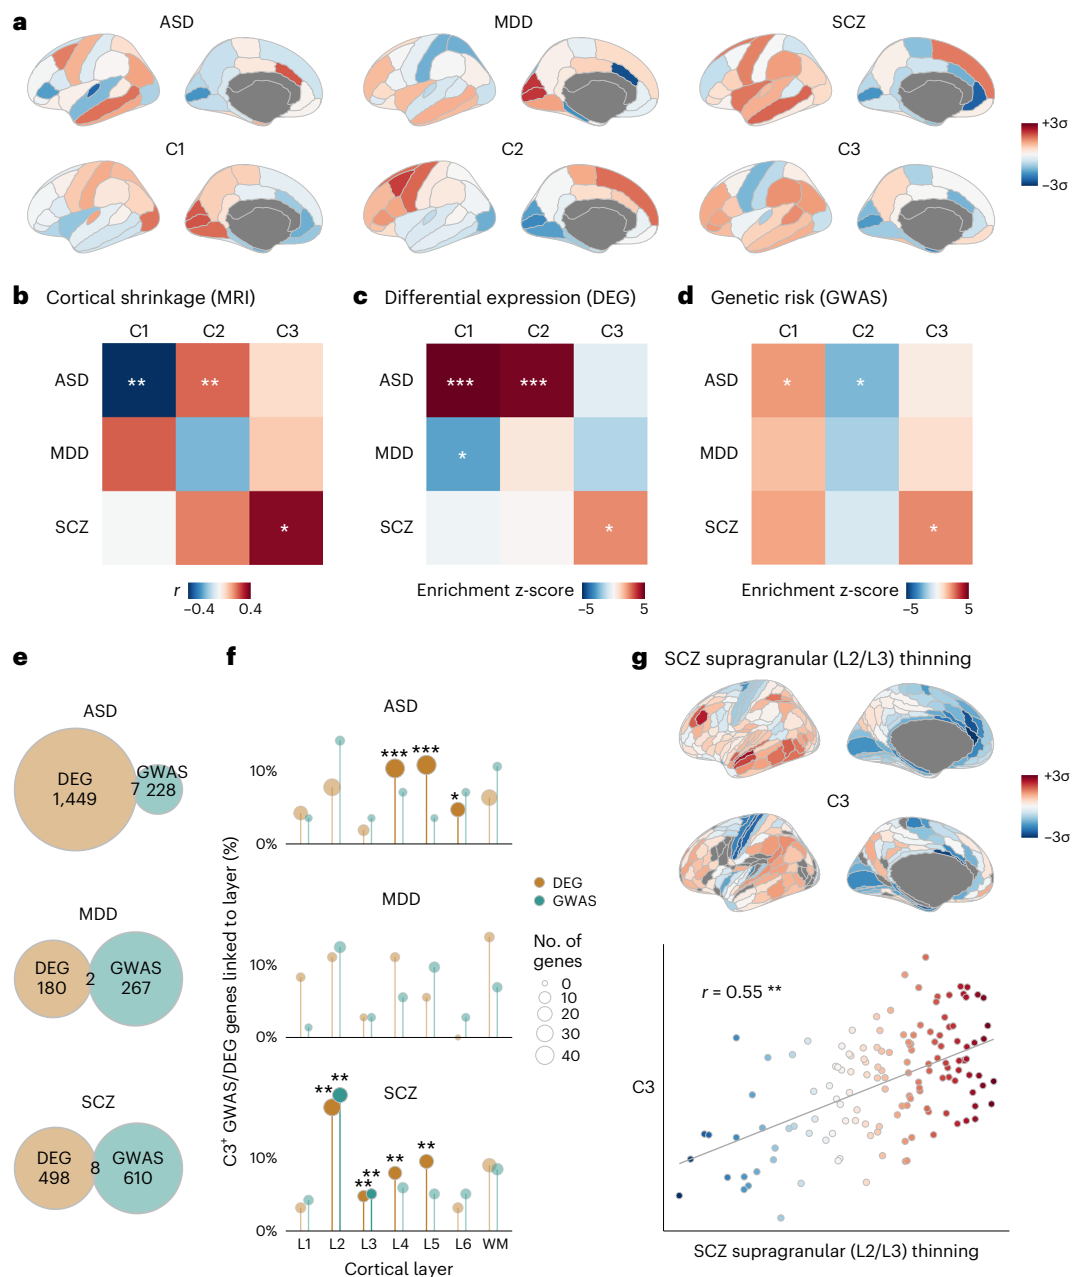 a
ASD MDD SCZ
+3σ
−3σ
C1 C2 C3
b Cortical shrinkage (MRI)
C1 C2 C3
ASD ** **
MDD
SCZ *
r
−0.4 0.4
c Differential expression (DEG)
C1 C2 C3
ASD *** ***
MDD *
SCZ *
Enrichment z-score
−5 5
d Genetic risk (GWAS)
C1 C2 C3
ASD * *
MDD
SCZ *
Enrichment z-score
−5 5
e
ASD
DEG
1,449
7
GWAS
228
MDD
DEG
180
2
GWAS
267
SCZ
DEG
498
8
GWAS
610
f
C3⁺ GWAS/DEG genes linked to layer (%)
ASD
*** *** *
10%
0%
MDD
10%
0%
SCZ
** ** ** ** ** **
10%
0%
L1 L2 L3 L4 L5 L6 WM
Cortical layer
DEG
GWAS
No. of
genes
0
10
20
30
40
g SCZ supragranular (L2/L3) thinning
C3
+3σ
−3σ
r = 0.55 **
C3
SCZ supragranular (L2/L3) thinning